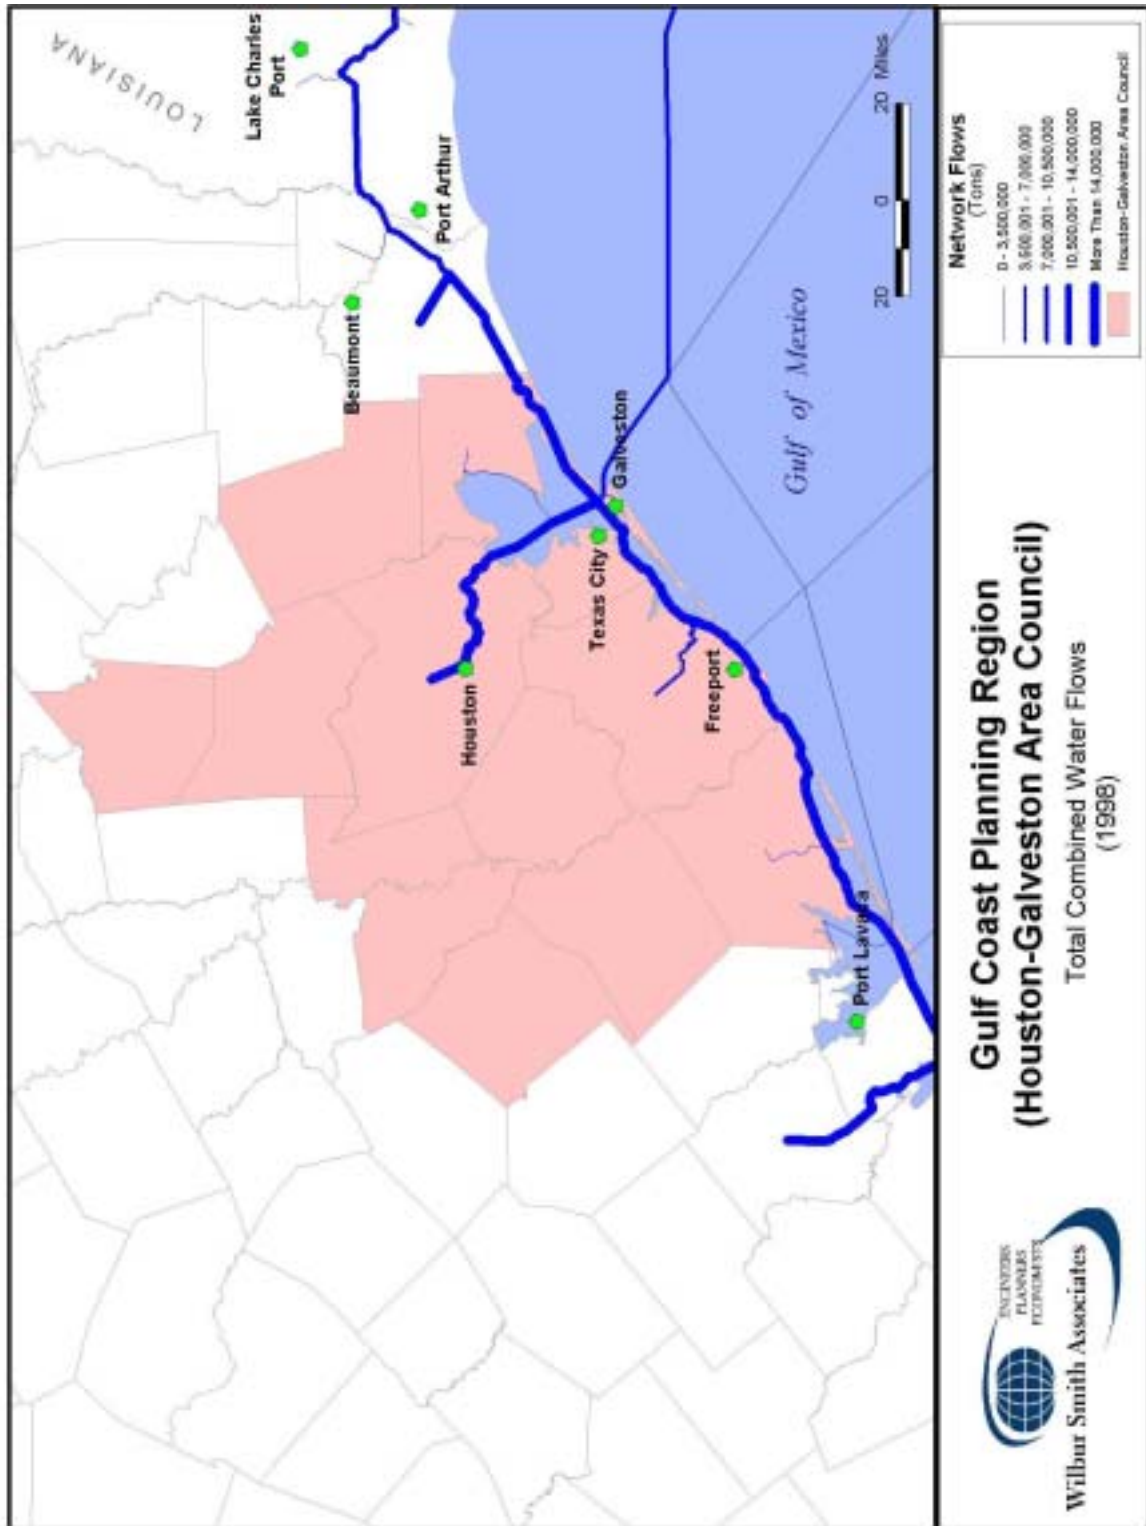 LOUISIANA
Lake Charles
Port
Port Arthur
Beaumont
Houston
Texas City
Galveston
Freeport
Port Lavaca
Gulf of Mexico
20 0 20 Miles
Gulf Coast Planning Region
(Houston-Galveston Area Council)
Total Combined Water Flows
(1998)
Network Flows
(Tons)
0 - 3,500,000
3,500,001 - 7,000,000
7,000,001 - 10,500,000
10,500,001 - 14,000,000
More Than 14,000,000
Houston-Galveston Area Council
ENGINEERS
PLANNERS
ECONOMISTS
Wilbur Smith Associates